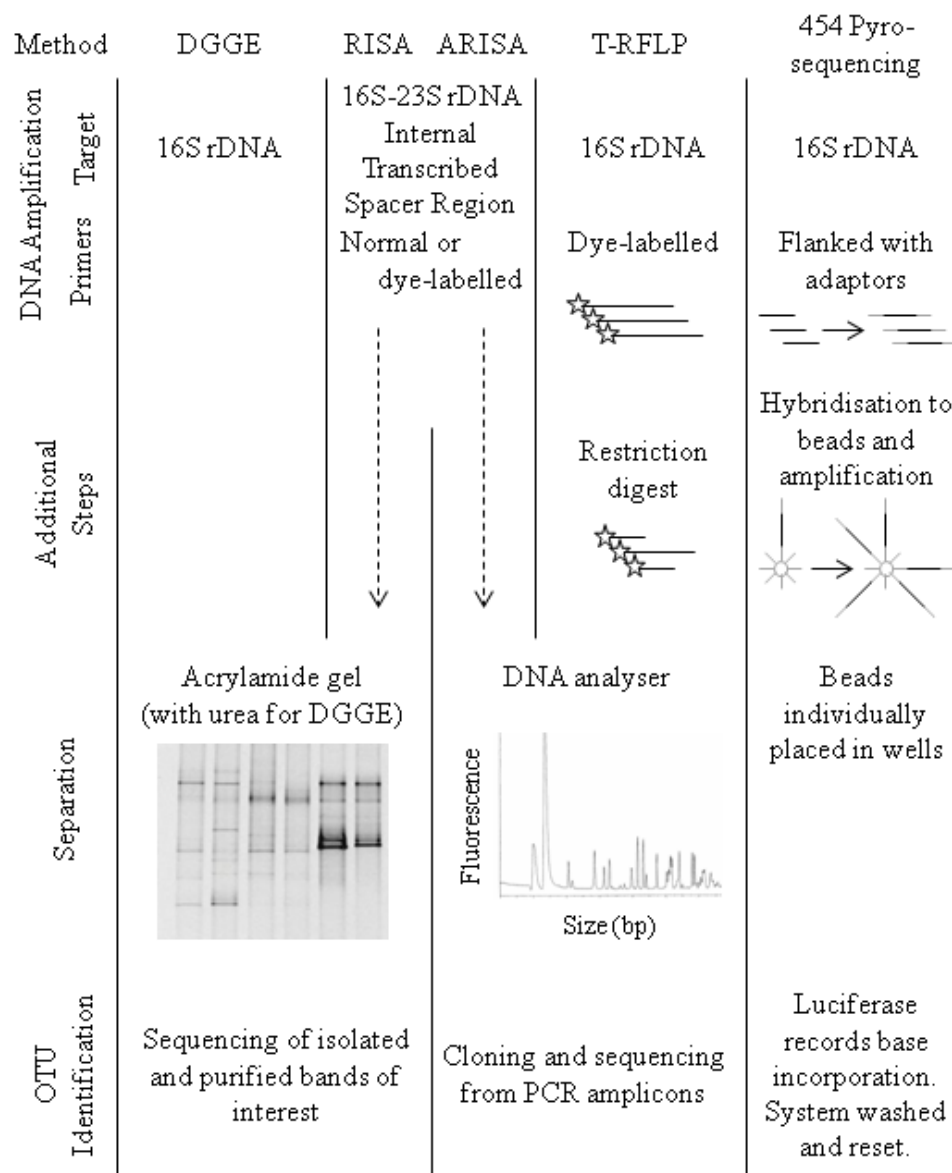 Method
DGGE
RISA
ARISA
T-RFLP
454 Pyro-
sequencing
DNA Amplification
Target
16S rDNA
16S-23S rDNA
Internal
Transcribed
Spacer Region
16S rDNA
16S rDNA
Primers
Normal or
dye-labelled
Dye-labelled
Flanked with
adaptors
Additional
Steps
Restriction
digest
Hybridisation to
beads and
amplification
Separation
Acrylamide gel
(with urea for DGGE)
DNA analyser
Fluorescence
Size (bp)
Beads
individually
placed in wells
OTU
Identification
Sequencing of isolated
and purified bands of
interest
Cloning and sequencing
from PCR amplicons
Luciferase
records base
incorporation.
System washed
and reset.